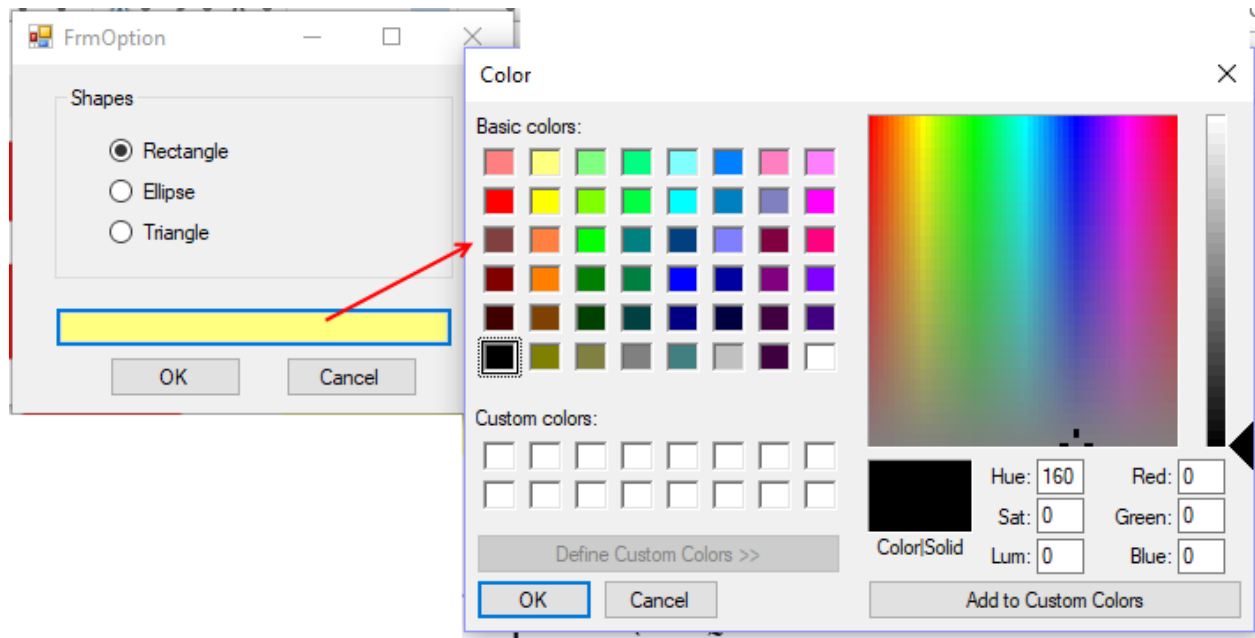 FrmOption
Shapes
Rectangle
Ellipse
Triangle
OK Cancel
Color
Basic colors:
Custom colors:
Define Custom Colors >>
OK Cancel
Color|Solid
Hue: 160 Red: 0
Sat: 0 Green: 0
Lum: 0 Blue: 0
Add to Custom Colors